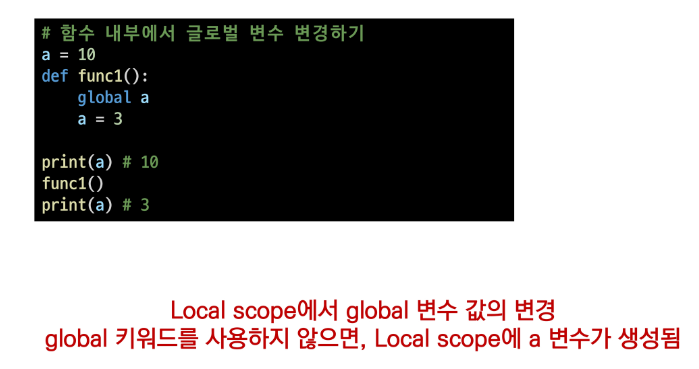 # 함수 내부에서 글로벌 변수 변경하기
a = 10
def func1():
    global a
    a = 3

print(a) # 10
func1()
print(a) # 3
Local scope에서 global 변수 값의 변경
global 키워드를 사용하지 않으면, Local scope에 a 변수가 생성됨